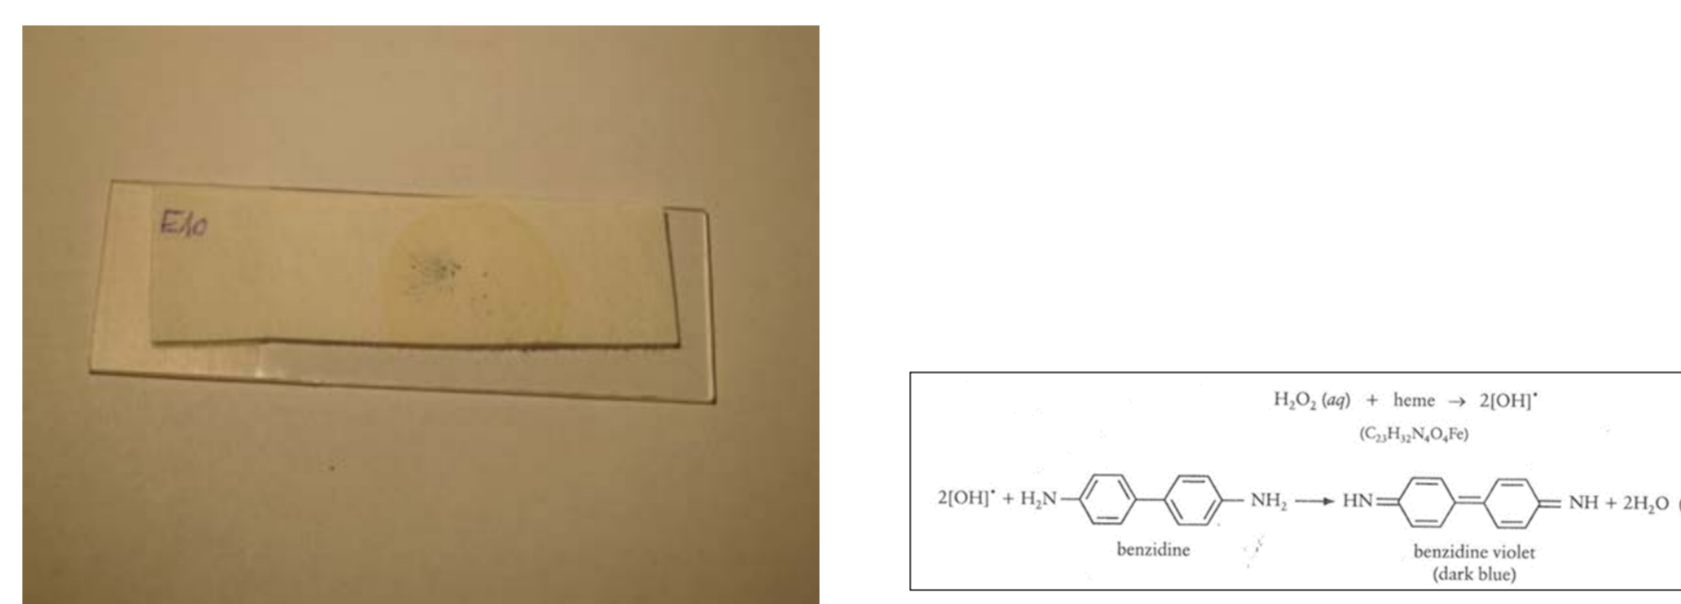 E10
H₂O₂ (aq) + heme → 2[OH]•
(C₂₃H₃₂N₄O₄Fe)
2[OH]• + H₂N NH₂ → HN NH + 2H₂O (
benzidine
benzidine violet
(dark blue)